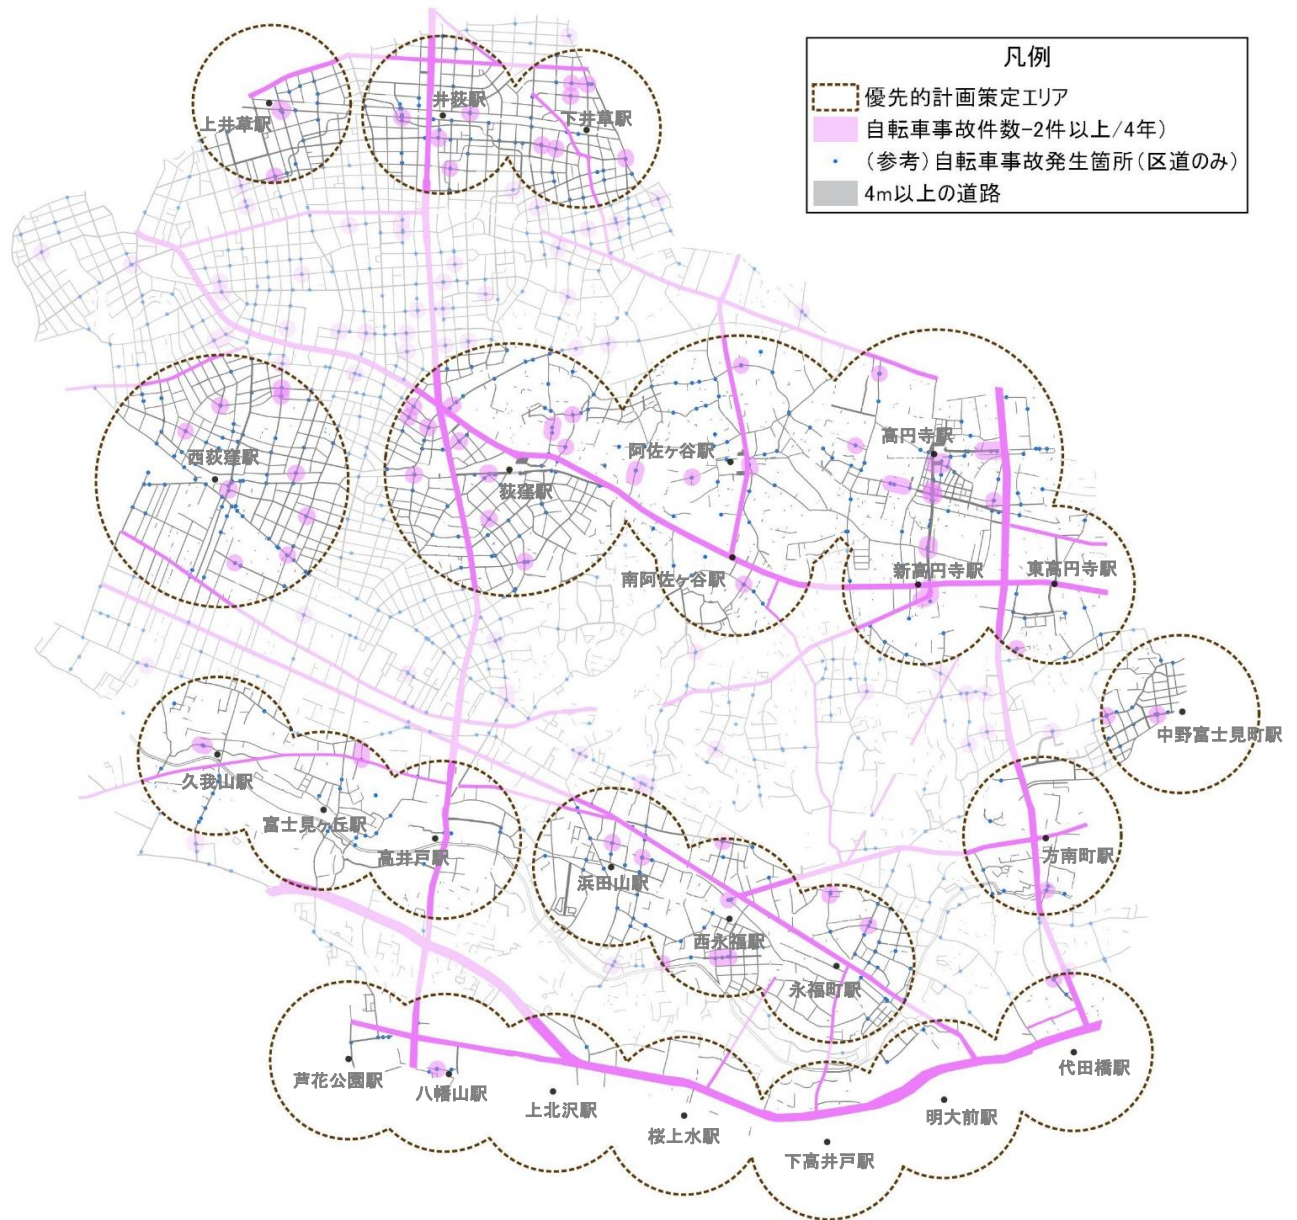 凡例
優先的計画策定エリア
自転車事故件数-2件以上/4年)
(参考)自転車事故発生箇所(区道のみ)
4m以上の道路
上井草駅
井荻駅
下井草駅
西荻窪駅
荻窪駅
阿佐ヶ谷駅
高円寺駅
南阿佐ヶ谷駅
新高円寺駅
東高円寺駅
中野富士見町駅
久我山駅
富士見ヶ丘駅
高井戸駅
浜田山駅
西永福駅
永福町駅
方南町駅
芦花公園駅
八幡山駅
上北沢駅
桜上水駅
下高井戸駅
明大前駅
代田橋駅